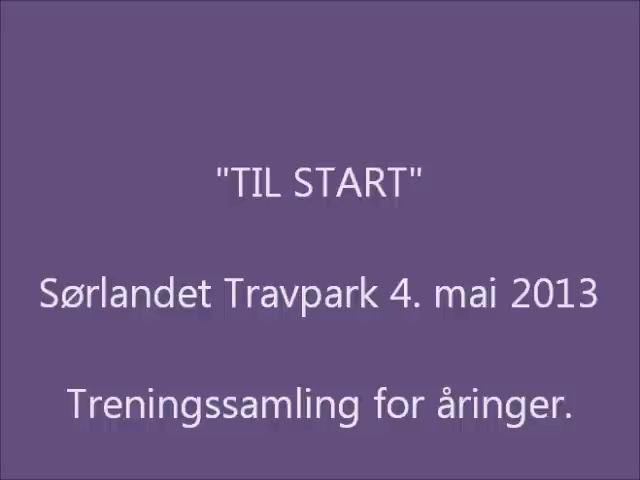 "TIL START"
Sørlandet Travpark 4. mai 2013
Treningssamling for åringer.